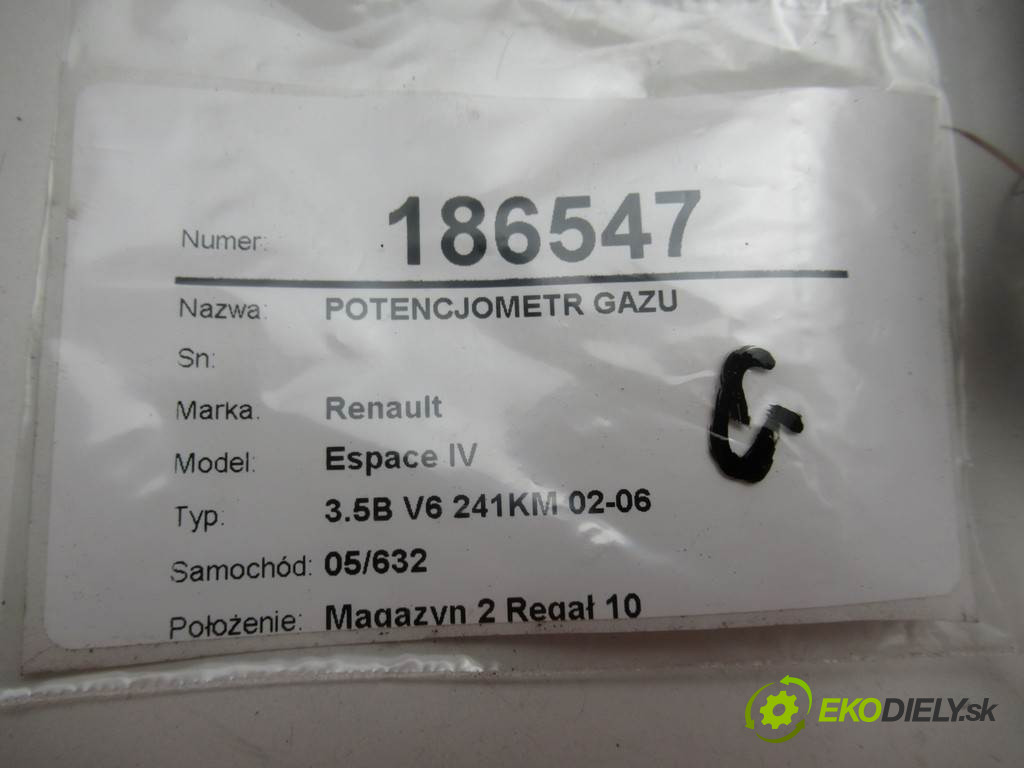 Numer: 186547
Nazwa: POTENCJOMETR GAZU
Sn:
Marka: Renault
Model: Espace IV
Typ: 3.5B V6 241KM 02-06
Samochód: 05/632
Położenie: Magazyn 2 Regał 10
G
EKODIELY.sk